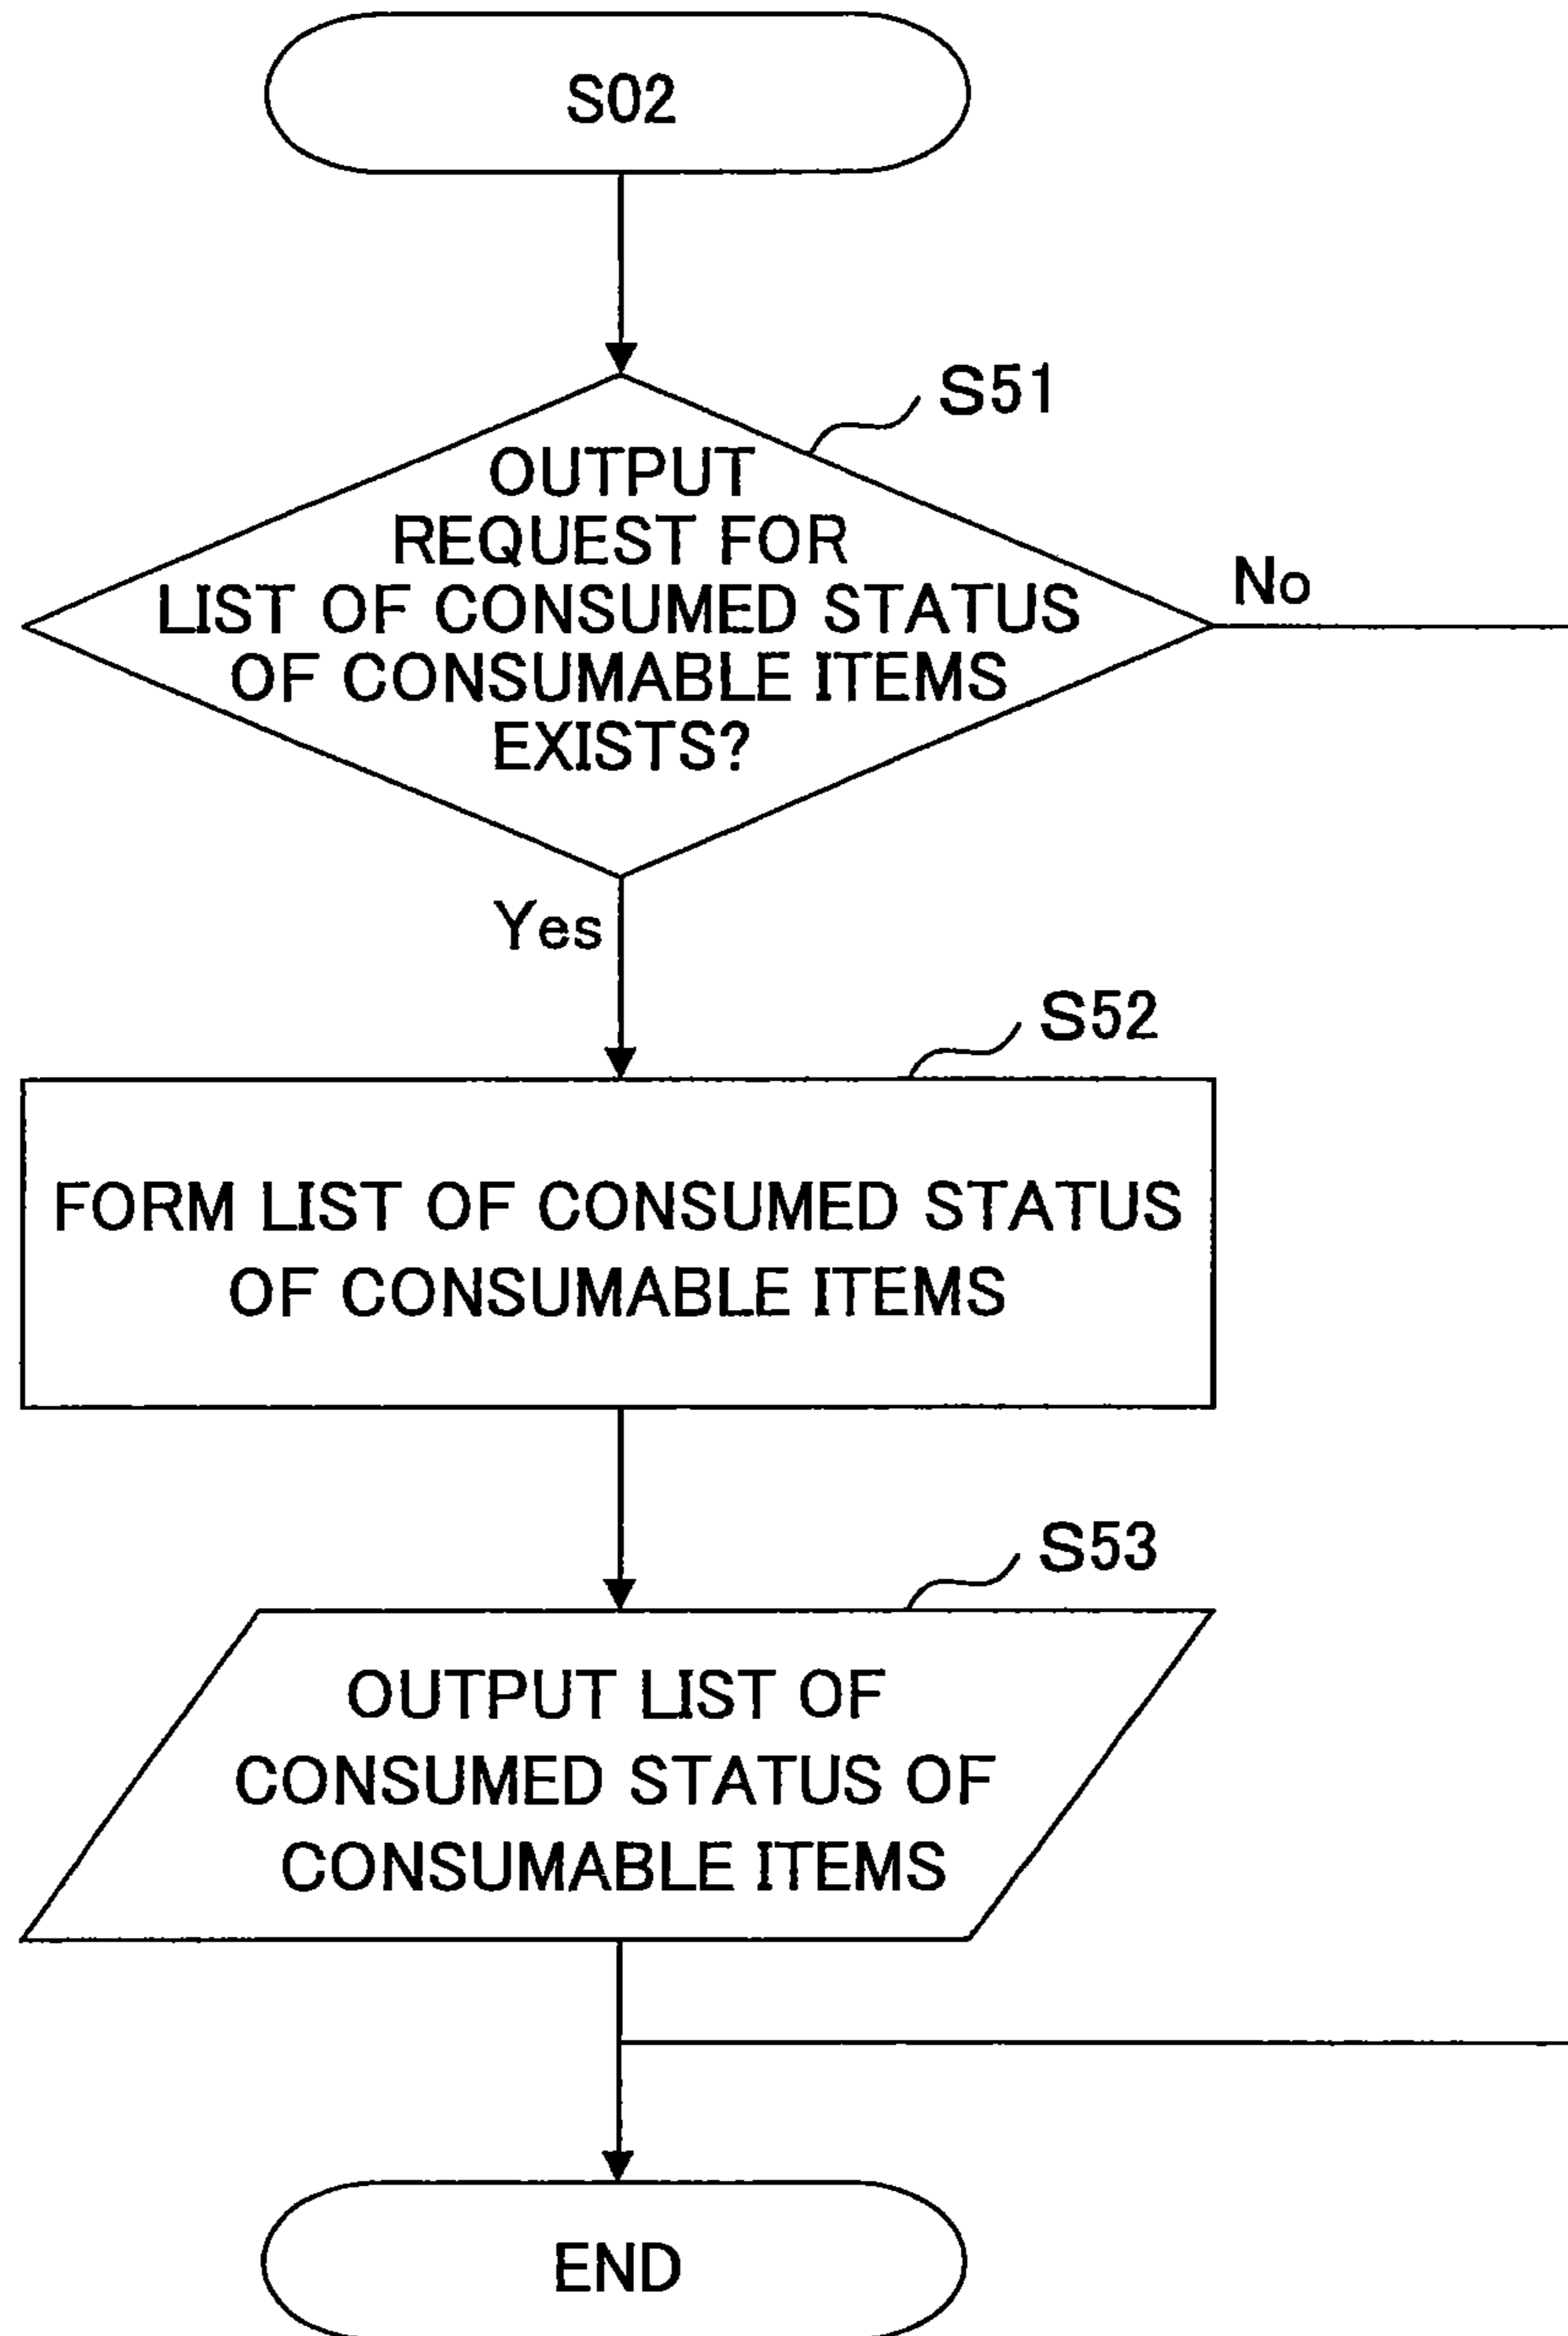 S02
S51
OUTPUT
REQUEST FOR
LIST OF CONSUMED STATUS
OF CONSUMABLE ITEMS
EXISTS?
No
Yes
S52
FORM LIST OF CONSUMED STATUS
OF CONSUMABLE ITEMS
S53
OUTPUT LIST OF
CONSUMED STATUS OF
CONSUMABLE ITEMS
END